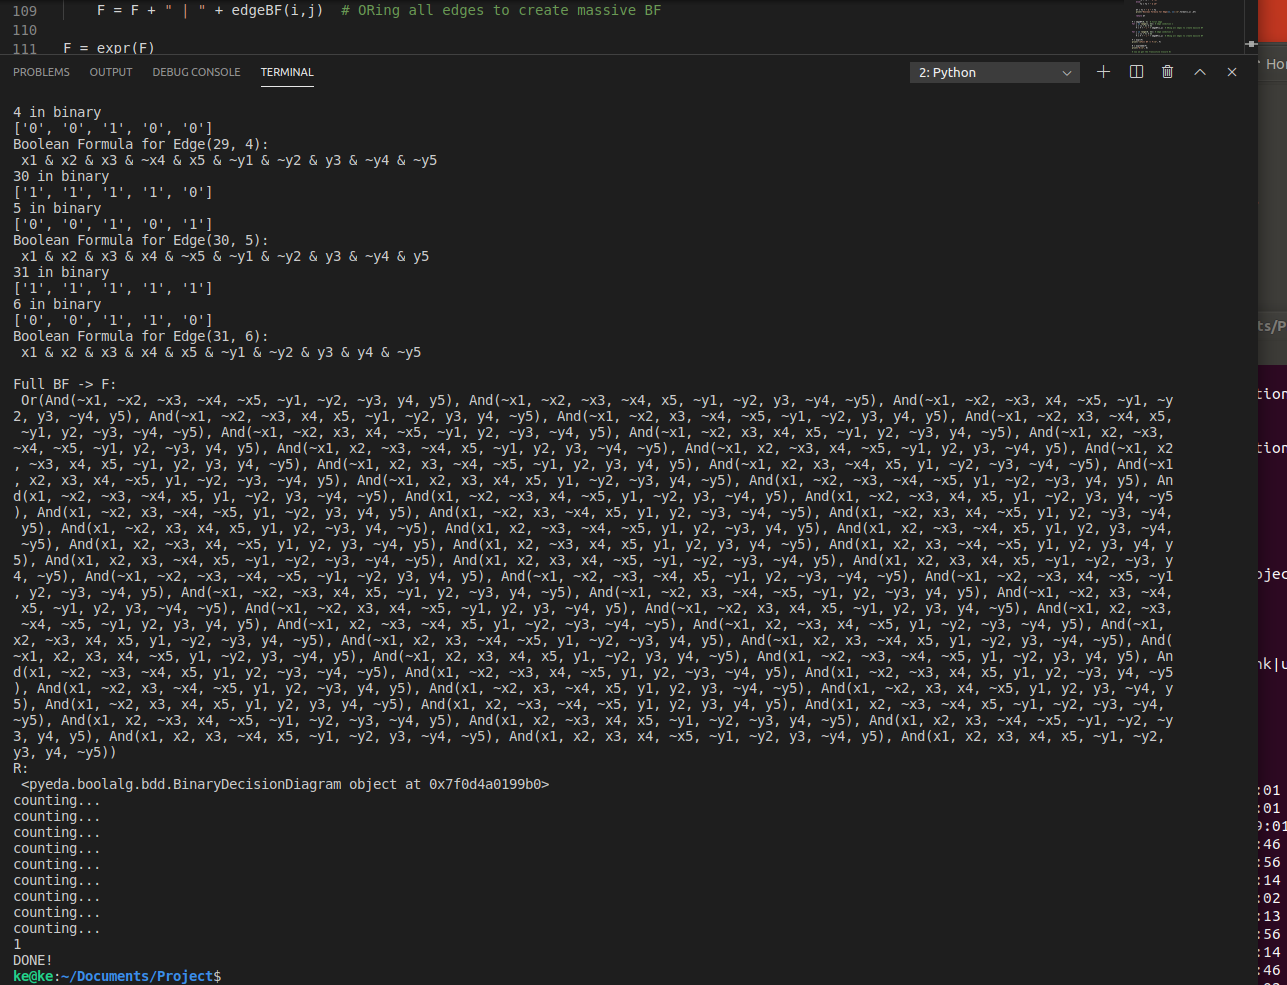 109 F = F + " | " + edgeBF(i,j) # ORing all edges to create massive BF
110
111 F = expr(F)
PROBLEMS OUTPUT DEBUG CONSOLE TERMINAL 2: Python
4 in binary
['0', '0', '1', '0', '0']
Boolean Formula for Edge(29, 4):
x1 & x2 & x3 & ~x4 & x5 & ~y1 & ~y2 & y3 & ~y4 & ~y5
30 in binary
['1', '1', '1', '1', '0']
5 in binary
['0', '0', '1', '0', '1']
Boolean Formula for Edge(30, 5):
x1 & x2 & x3 & x4 & ~x5 & ~y1 & ~y2 & y3 & ~y4 & y5
31 in binary
['1', '1', '1', '1', '1']
6 in binary
['0', '0', '1', '1', '0']
Boolean Formula for Edge(31, 6):
x1 & x2 & x3 & x4 & x5 & ~y1 & ~y2 & y3 & y4 & ~y5
Full BF -> F:
Or(And(~x1, ~x2, ~x3, ~x4, ~x5, ~y1, ~y2, ~y3, y4, y5), And(~x1, ~x2, ~x3, ~x4, x5, ~y1, ~y2, y3, ~y4, ~y5), And(~x1, ~x2, ~x3, x4, ~x5, ~y1, ~y
2, y3, ~y4, y5), And(~x1, ~x2, ~x3, x4, x5, ~y1, ~y2, y3, y4, ~y5), And(~x1, ~x2, x3, ~x4, ~x5, ~y1, ~y2, y3, y4, y5), And(~x1, ~x2, x3, ~x4, x5,
~y1, y2, ~y3, ~y4, ~y5), And(~x1, ~x2, x3, x4, ~x5, ~y1, y2, ~y3, ~y4, y5), And(~x1, ~x2, x3, x4, x5, ~y1, y2, ~y3, y4, ~y5), And(~x1, x2, ~x3,
~x4, ~x5, ~y1, y2, ~y3, y4, y5), And(~x1, x2, ~x3, ~x4, x5, ~y1, y2, y3, ~y4, ~y5), And(~x1, x2, ~x3, x4, ~x5, ~y1, y2, y3, ~y4, y5), And(~x1, x2
, ~x3, x4, x5, ~y1, y2, y3, y4, ~y5), And(~x1, x2, x3, ~x4, ~x5, ~y1, y2, y3, y4, y5), And(~x1, x2, x3, ~x4, x5, y1, ~y2, ~y3, ~y4, ~y5), And(~x1
, x2, x3, x4, ~x5, y1, ~y2, ~y3, ~y4, y5), And(~x1, x2, x3, x4, x5, y1, ~y2, ~y3, y4, ~y5), And(x1, ~x2, ~x3, ~x4, ~x5, y1, ~y2, ~y3, y4, y5), An
d(x1, ~x2, ~x3, ~x4, x5, y1, ~y2, y3, ~y4, ~y5), And(x1, ~x2, ~x3, x4, ~x5, y1, ~y2, y3, ~y4, y5), And(x1, ~x2, ~x3, x4, x5, y1, ~y2, y3, y4, ~y5
), And(x1, ~x2, x3, ~x4, ~x5, y1, ~y2, y3, y4, y5), And(x1, ~x2, x3, ~x4, x5, y1, y2, ~y3, ~y4, ~y5), And(x1, ~x2, x3, x4, ~x5, y1, y2, ~y3, ~y4,
y5), And(x1, ~x2, x3, x4, x5, y1, y2, ~y3, y4, ~y5), And(x1, x2, ~x3, ~x4, ~x5, y1, y2, ~y3, y4, y5), And(x1, x2, ~x3, ~x4, x5, y1, y2, y3, ~y4,
~y5), And(x1, x2, ~x3, x4, ~x5, y1, y2, y3, ~y4, y5), And(x1, x2, ~x3, x4, x5, y1, y2, y3, y4, ~y5), And(x1, x2, x3, ~x4, ~x5, y1, y2, y3, y4, y
5), And(x1, x2, x3, ~x4, x5, ~y1, ~y2, ~y3, ~y4, ~y5), And(x1, x2, x3, x4, ~x5, ~y1, ~y2, ~y3, ~y4, y5), And(x1, x2, x3, x4, x5, ~y1, ~y2, ~y3, y
4, ~y5), And(~x1, ~x2, ~x3, ~x4, ~x5, ~y1, ~y2, y3, y4, y5), And(~x1, ~x2, ~x3, ~x4, x5, ~y1, y2, ~y3, ~y4, ~y5), And(~x1, ~x2, ~x3, x4, ~x5, ~y1
, y2, ~y3, ~y4, y5), And(~x1, ~x2, ~x3, x4, x5, ~y1, y2, ~y3, y4, ~y5), And(~x1, ~x2, x3, ~x4, ~x5, ~y1, y2, ~y3, y4, y5), And(~x1, ~x2, x3, ~x4,
x5, ~y1, y2, y3, ~y4, ~y5), And(~x1, ~x2, x3, x4, ~x5, ~y1, y2, y3, ~y4, y5), And(~x1, ~x2, x3, x4, x5, ~y1, y2, y3, y4, ~y5), And(~x1, x2, ~x3,
~x4, ~x5, ~y1, y2, y3, y4, y5), And(~x1, x2, ~x3, ~x4, x5, y1, ~y2, ~y3, ~y4, ~y5), And(~x1, x2, ~x3, x4, ~x5, y1, ~y2, ~y3, ~y4, y5), And(~x1,
x2, ~x3, x4, x5, y1, ~y2, ~y3, y4, ~y5), And(~x1, x2, x3, ~x4, ~x5, y1, ~y2, ~y3, y4, y5), And(~x1, x2, x3, ~x4, x5, y1, ~y2, y3, ~y4, ~y5), And(
~x1, x2, x3, x4, ~x5, y1, ~y2, y3, ~y4, y5), And(~x1, x2, x3, x4, x5, y1, ~y2, y3, y4, ~y5), And(x1, ~x2, ~x3, ~x4, ~x5, y1, ~y2, y3, y4, y5), An
d(x1, ~x2, ~x3, ~x4, x5, y1, y2, ~y3, ~y4, ~y5), And(x1, ~x2, ~x3, x4, ~x5, y1, y2, ~y3, ~y4, y5), And(x1, ~x2, ~x3, x4, x5, y1, y2, ~y3, y4, ~y5
), And(x1, ~x2, x3, ~x4, ~x5, y1, y2, ~y3, y4, y5), And(x1, ~x2, x3, ~x4, x5, y1, y2, y3, ~y4, ~y5), And(x1, ~x2, x3, x4, ~x5, y1, y2, y3, ~y4, y
5), And(x1, ~x2, x3, x4, x5, y1, y2, y3, y4, ~y5), And(x1, x2, ~x3, ~x4, ~x5, y1, y2, y3, y4, y5), And(x1, x2, ~x3, ~x4, x5, ~y1, ~y2, ~y3, ~y4,
~y5), And(x1, x2, ~x3, x4, ~x5, ~y1, ~y2, ~y3, ~y4, y5), And(x1, x2, ~x3, x4, x5, ~y1, ~y2, ~y3, y4, ~y5), And(x1, x2, x3, ~x4, ~x5, ~y1, ~y2, ~y
3, y4, y5), And(x1, x2, x3, ~x4, x5, ~y1, ~y2, y3, ~y4, ~y5), And(x1, x2, x3, x4, ~x5, ~y1, ~y2, y3, ~y4, y5), And(x1, x2, x3, x4, x5, ~y1, ~y2,
y3, y4, ~y5))
R:
<pyeda.boolalg.bdd.BinaryDecisionDiagram object at 0x7f0d4a0199b0>
counting...
counting...
counting...
counting...
counting...
counting...
counting...
counting...
counting...
1
DONE!
ke@ke:~/Documents/Project$
Hor
ts/P
tion
tion
ojec
nk|u
:01
:01
9:01
:46
:56
:14
:02
:13
:56
:14
:46